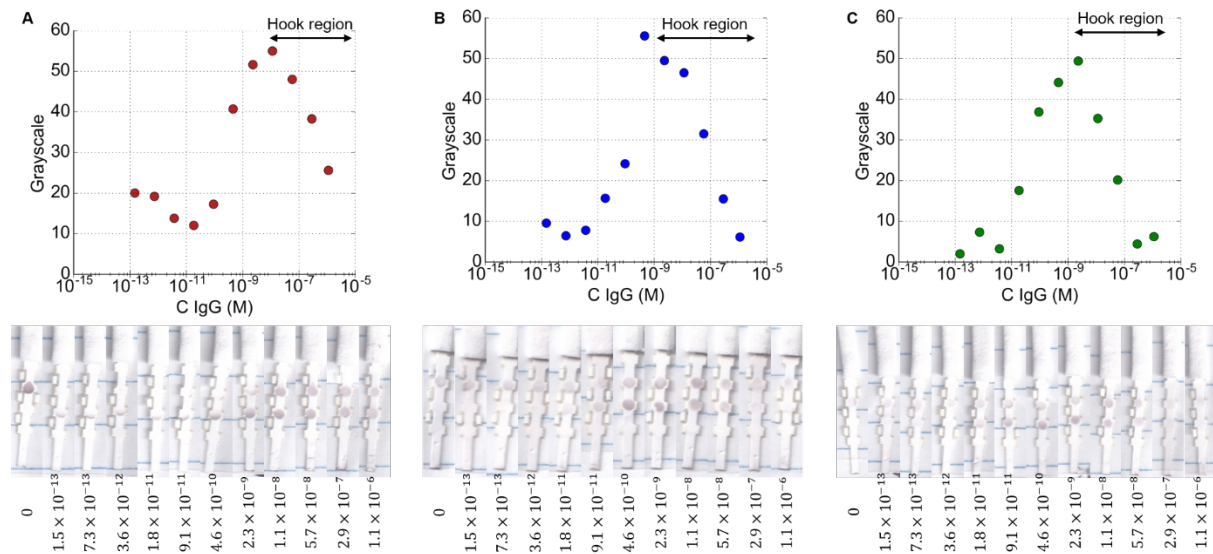 A
Hook region
60
50
40
30
20
10
0
Grayscale
10⁻¹⁵ 10⁻¹³ 10⁻¹¹ 10⁻⁹ 10⁻⁷ 10⁻⁵
C IgG (M)
0
1.5 × 10⁻¹³
7.3 × 10⁻¹³
3.6 × 10⁻¹²
1.8 × 10⁻¹¹
9.1 × 10⁻¹¹
4.6 × 10⁻¹⁰
2.3 × 10⁻⁹
1.1 × 10⁻⁸
5.7 × 10⁻⁸
2.9 × 10⁻⁷
1.1 × 10⁻⁶
B
Hook region
60
50
40
30
20
10
0
Grayscale
10⁻¹⁵ 10⁻¹³ 10⁻¹¹ 10⁻⁹ 10⁻⁷ 10⁻⁵
C IgG (M)
0
1.5 × 10⁻¹³
7.3 × 10⁻¹³
3.6 × 10⁻¹²
1.8 × 10⁻¹¹
9.1 × 10⁻¹¹
4.6 × 10⁻¹⁰
2.3 × 10⁻⁹
1.1 × 10⁻⁸
5.7 × 10⁻⁸
2.9 × 10⁻⁷
1.1 × 10⁻⁶
C
Hook region
60
50
40
30
20
10
0
Grayscale
10⁻¹⁵ 10⁻¹³ 10⁻¹¹ 10⁻⁹ 10⁻⁷ 10⁻⁵
C IgG (M)
0
1.5 × 10⁻¹³
7.3 × 10⁻¹³
3.6 × 10⁻¹²
1.8 × 10⁻¹¹
9.1 × 10⁻¹¹
4.6 × 10⁻¹⁰
2.3 × 10⁻⁹
1.1 × 10⁻⁸
5.7 × 10⁻⁸
2.9 × 10⁻⁷
1.1 × 10⁻⁶